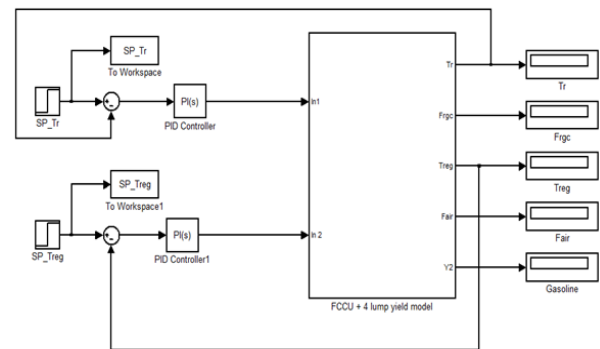 SP_Tr
To Workspace
SP_Tr
PI(s)
PID Controller
SP_Treg
To Workspace1
SP_Treg
PI(s)
PID Controller1
In1
In 2
Tr
Frgc
Treg
Fair
Y2
FCCU + 4 lump yield model
Tr
Frgc
Treg
Fair
Gasoline